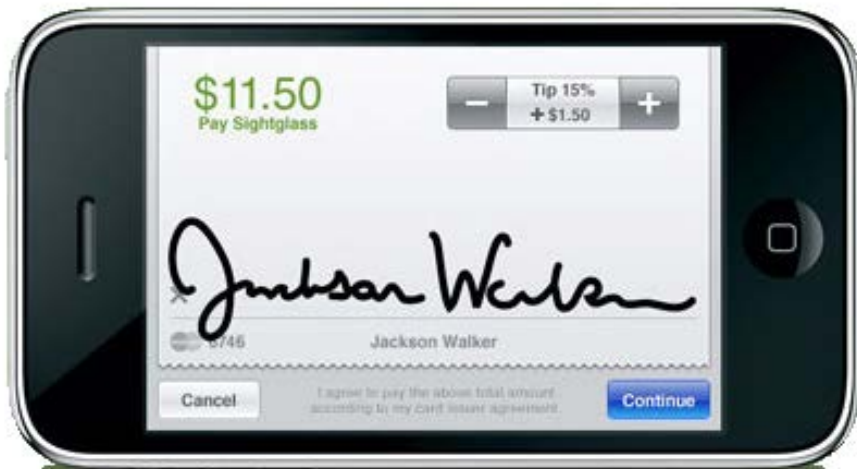 $11.50
Pay Sightglass
Tip 15%
+ $1.50
Jackson Walker
× 
6746 Jackson Walker
Cancel
I agree to pay the above total amount
according to my card issuer agreement.
Continue